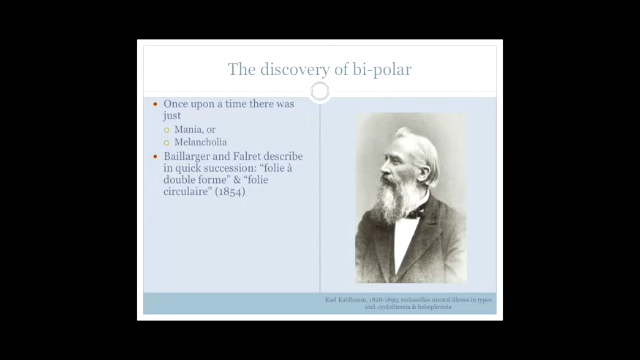 The discovery of bi-polar
Once upon a time there was
just
Mania, or
Melancholia
Baillarger and Falret describe
in quick succession: “folie à
double forme” & “folie
circulaire” (1854)
Karl Kahlbaum, 1828-1899, reclassifies mental illness in types
incl. cyclothemia & hebephrenia